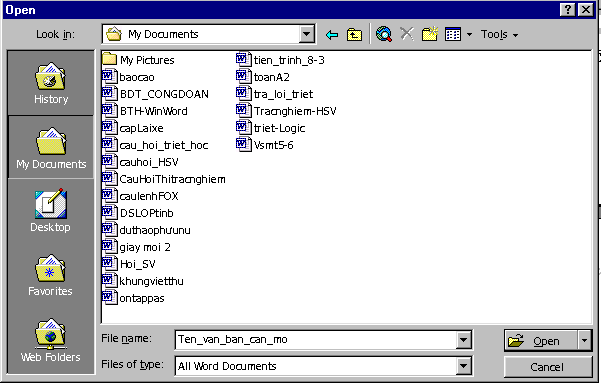 Open
Look in: My Documents Tools
History
My Documents
Desktop
Favorites
Web Folders
My Pictures
baocao
BDT_CONGDOAN
BTH-WinWord
capLaixe
cau_hoi_triet_hoc
cauhoi_HSV
CauHoiThitracnghiem
caulenhFOX
DSLOPtinb
duthaophưunu
giay moi 2
Hoi_SV
khungvietthu
ontappas
tien_trinh_8-3
toanA2
tra_loi_triet
Tracnghiem-HSV
triet-Logic
Vsmt5-6
File name: Ten_van_ban_can_mo Open
Files of type: All Word Documents Cancel